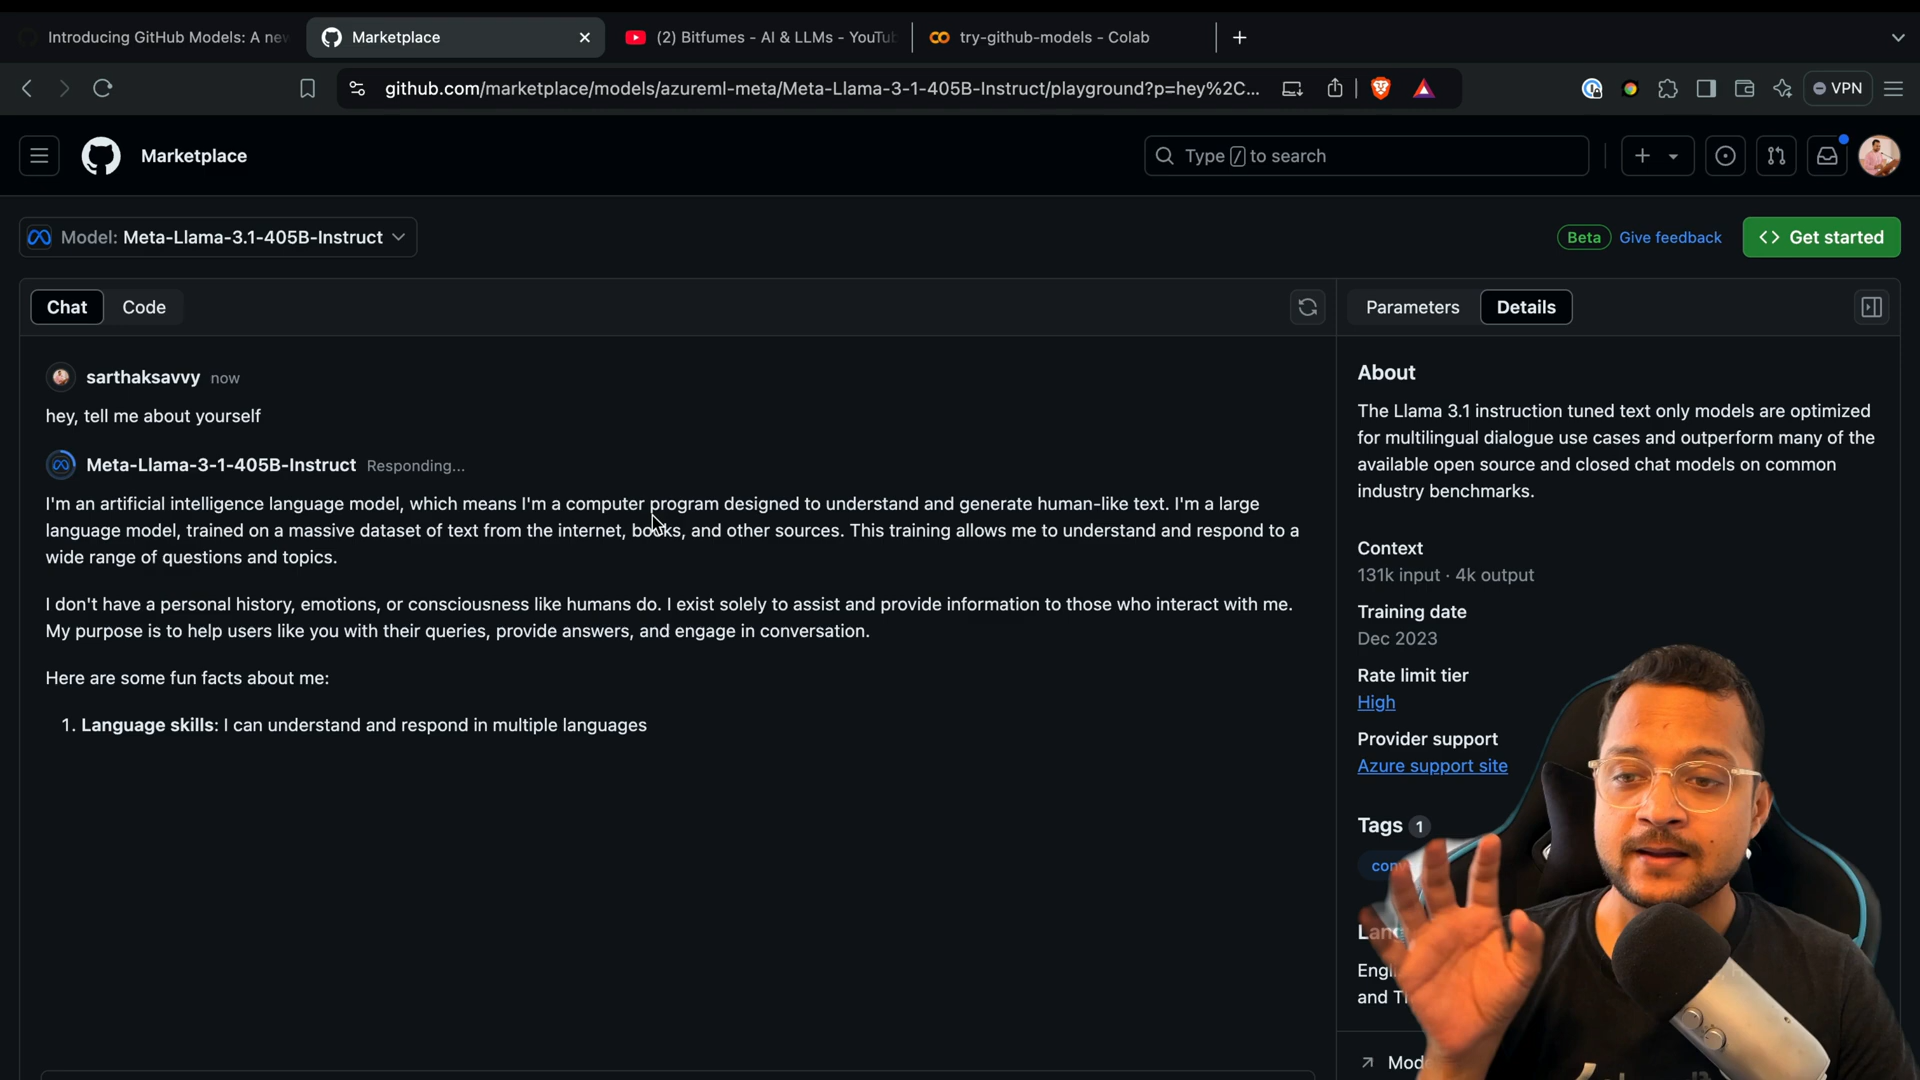 Introducing GitHub Models: A new
Marketplace
(2) Bitfumes - AI & LLMs - YouTub
try-github-models - Colab
github.com/marketplace/models/azureml-meta/Meta-Llama-3-1-405B-Instruct/playground?p=hey%2C...
VPN
Marketplace
Type / to search
Model: Meta-Llama-3.1-405B-Instruct
Beta
Give feedback
Get started
Chat
Code
Parameters
Details
sarthaksavvy now
hey, tell me about yourself
Meta-Llama-3-1-405B-Instruct Responding...
I'm an artificial intelligence language model, which means I'm a computer program designed to understand and generate human-like text. I'm a large
language model, trained on a massive dataset of text from the internet, books, and other sources. This training allows me to understand and respond to a
wide range of questions and topics.
I don't have a personal history, emotions, or consciousness like humans do. I exist solely to assist and provide information to those who interact with me.
My purpose is to help users like you with their queries, provide answers, and engage in conversation.
Here are some fun facts about me:
1. Language skills: I can understand and respond in multiple languages
About
The Llama 3.1 instruction tuned text only models are optimized
for multilingual dialogue use cases and outperform many of the
available open source and closed chat models on common
industry benchmarks.
Context
131k input · 4k output
Training date
Dec 2023
Rate limit tier
High
Provider support
Azure support site
Tags 1
and